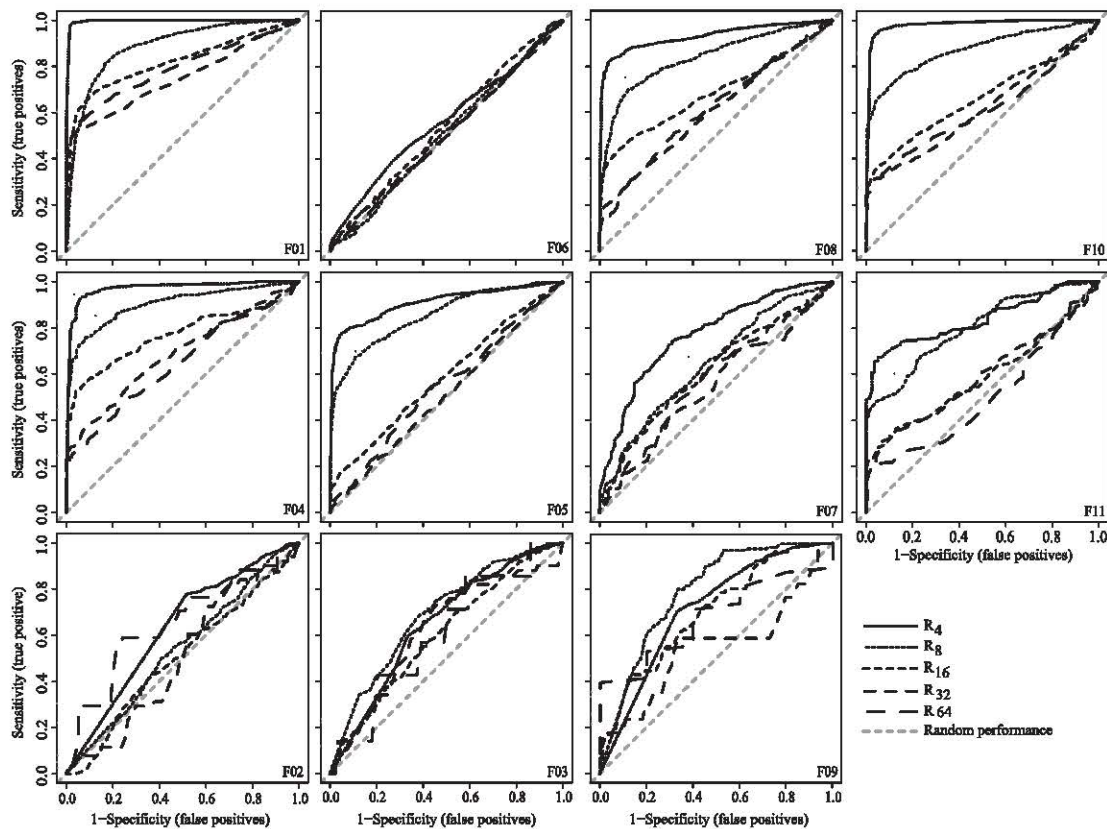 Sensitivity (true positives)
0.0 0.2 0.4 0.6 0.8 1.0
F01
F06
F08
F10
Sensitivity (true positives)
0.0 0.2 0.4 0.6 0.8 1.0
F04
F05
F07
F11
0.0 0.2 0.4 0.6 0.8 1.0
1-Specificity (false positives)
Sensitivity (true positive)
0.0 0.2 0.4 0.6 0.8 1.0
F02
F03
F09
0.0 0.2 0.4 0.6 0.8 1.0
0.0 0.2 0.4 0.6 0.8 1.0
0.0 0.2 0.4 0.6 0.8 1.0
1-Specificity (false positives)
1-Specificity (false positives)
1-Specificity (false positives)
R4
R8
R16
R32
R64
Random performance